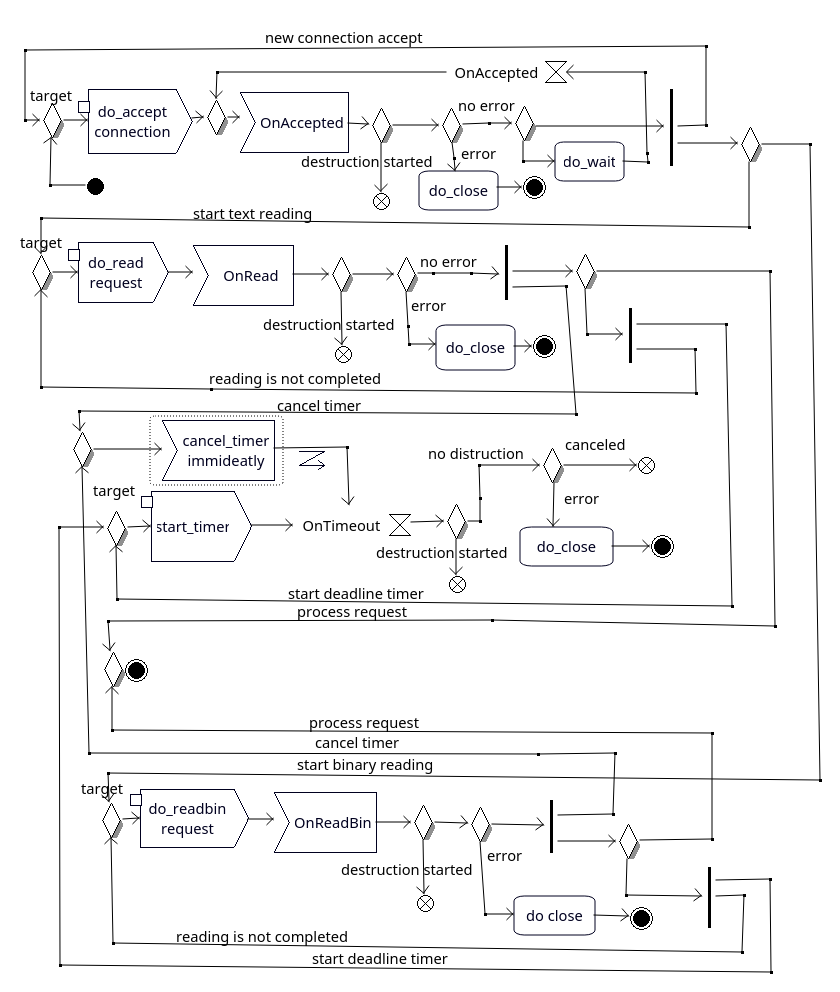 new connection accept
OnAccepted
target
do_accept
connection
OnAccepted
no error
destruction started
error
do_wait
do_close
start text reading
target
do_read
request
OnRead
no error
error
destruction started
do_close
reading is not completed
cancel timer
cancel_timer
immideatly
no distruction
canceled
target
start_timer
OnTimeout
error
destruction started
do_close
start deadline timer
process request
process request
cancel timer
start binary reading
target
do_readbin
request
OnReadBin
error
destruction started
do close
reading is not completed
start deadline timer